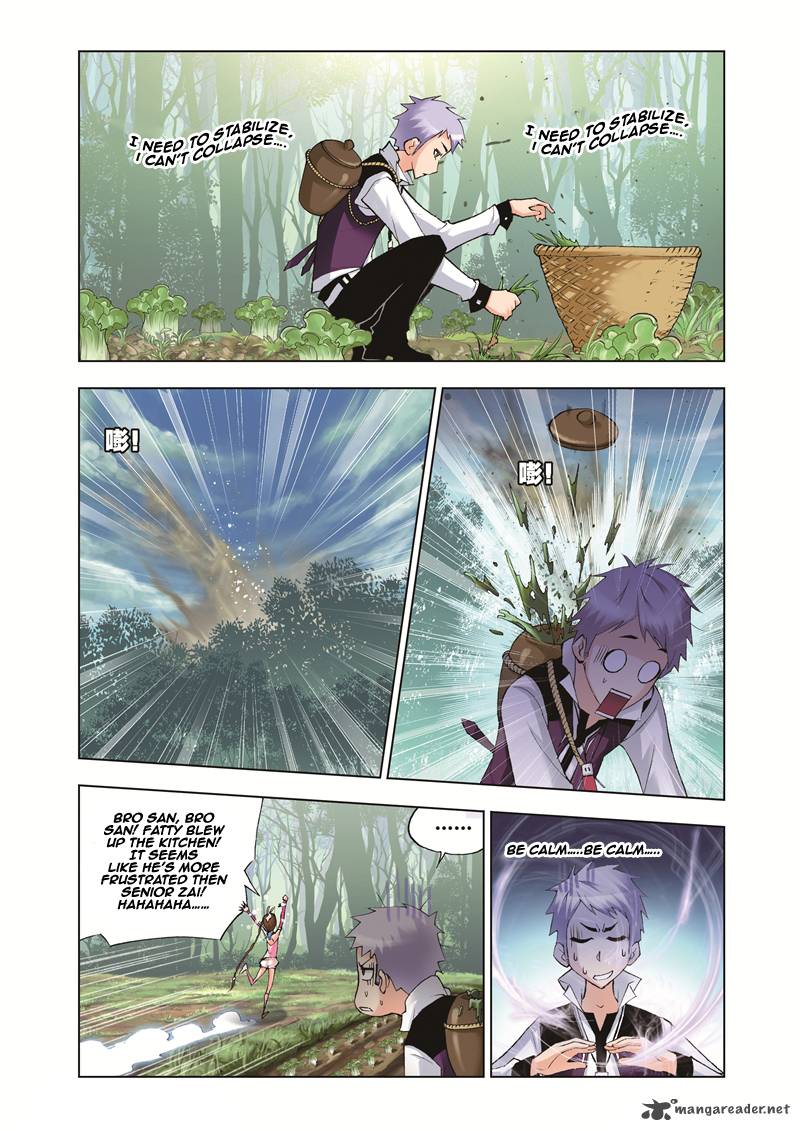 I NEED TO STABILIZE,
I CAN'T COLLAPSE....
I NEED TO STABILIZE,
I CAN'T COLLAPSE....
嘭!
嘭!
BRO SAN, BRO
SAN! FATTY BLEW
UP THE KITCHEN!
IT SEEMS
LIKE HE'S MORE
FRUSTRATED THEN
SENIOR ZAI!
HAHAHAHA......
......
BE CALM.....BE CALM.....
mangareader.net